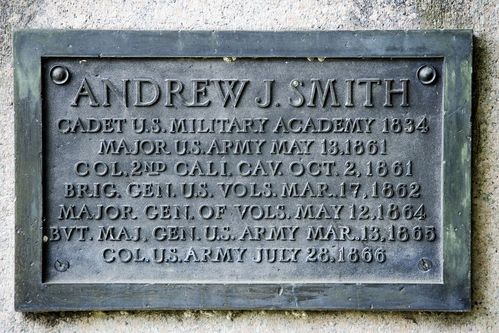 ANDREW J. SMITH
CADET U.S. MILITARY ACADEMY 1834
MAJOR U.S. ARMY MAY 13, 1861
COL. 2ND CALI. CAV. OCT. 2, 1861
BRIG. GEN. U.S. VOLS. MAR. 17, 1862
MAJOR. GEN. OF VOLS. MAY 12, 1864
BVT. MAJ. GEN. U.S. ARMY MAR. 13, 1865
COL. U.S. ARMY JULY 28, 1866